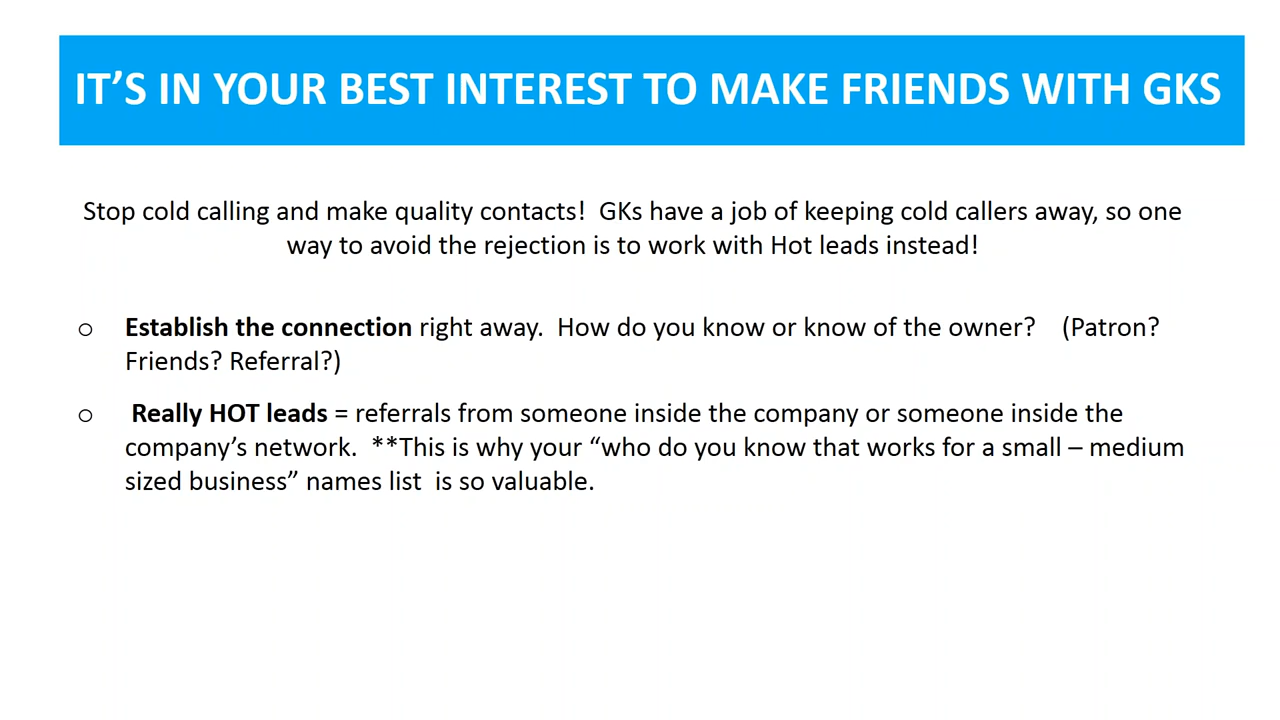 IT’S IN YOUR BEST INTEREST TO MAKE FRIENDS WITH GKS
Stop cold calling and make quality contacts!  GKs have a job of keeping cold callers away, so one
way to avoid the rejection is to work with Hot leads instead!
o Establish the connection right away.  How do you know or know of the owner?    (Patron?
Friends? Referral?)
o Really HOT leads = referrals from someone inside the company or someone inside the
company’s network.  **This is why your “who do you know that works for a small – medium
sized business” names list  is so valuable.